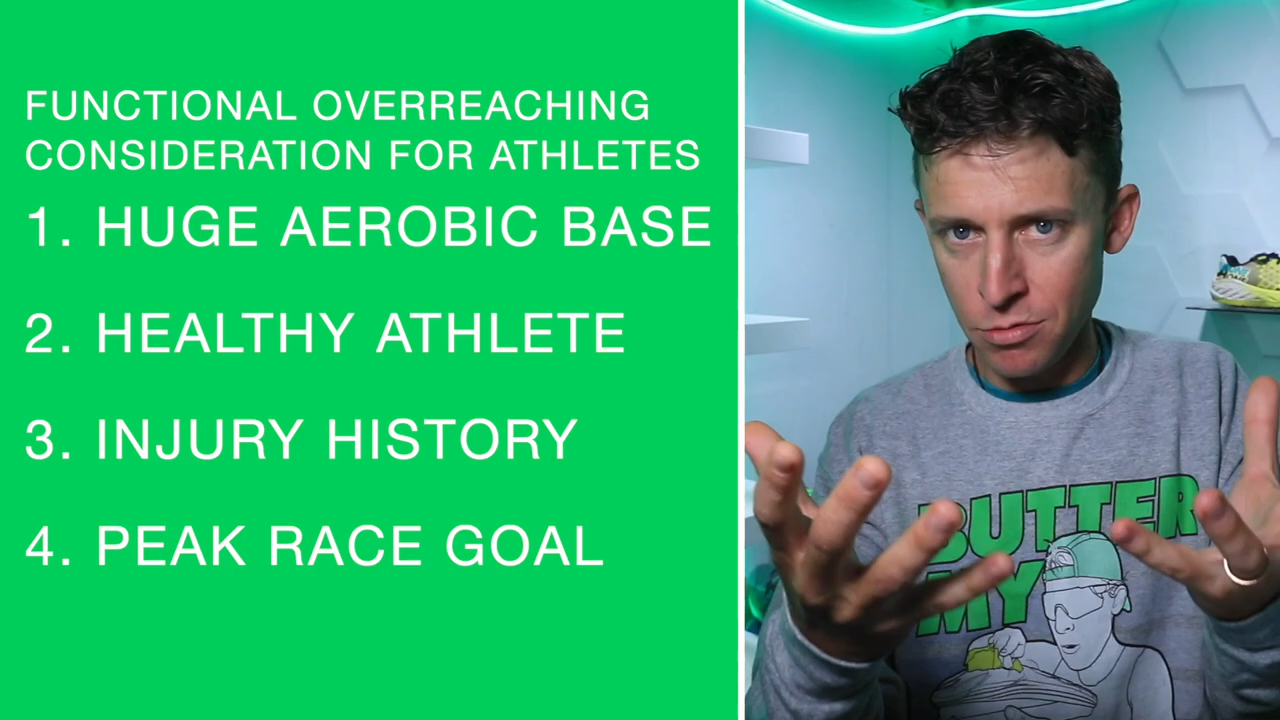 FUNCTIONAL OVERREACHING
CONSIDERATION FOR ATHLETES
1. HUGE AEROBIC BASE
2. HEALTHY ATHLETE
3. INJURY HISTORY
4. PEAK RACE GOAL
BUTTER
MY